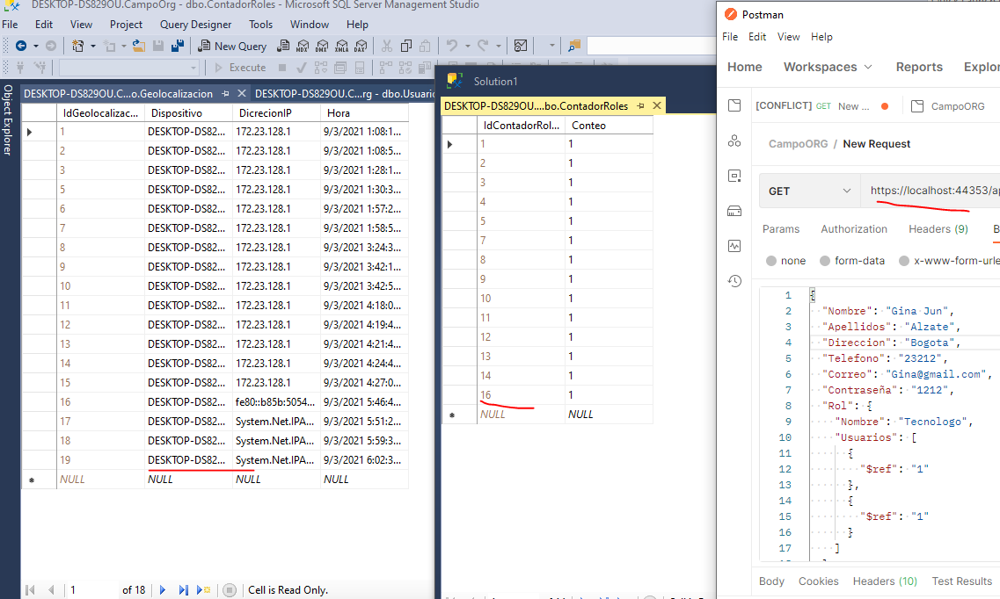 DESKTOP-DS829OU.CampoOrg - dbo.ContadorRoles - Microsoft SQL Server Management Studio
File Edit View Project Query Designer Tools Window Help
New Query
MDX DMX XMLA DAX
Execute
Object Explorer
DESKTOP-DS829OU.C...o.Geolocalizacion
DESKTOP-DS829OU.C...rg - dbo.Usuario
IdGeolocalizac... Dispositivo DicrecionIP Hora
1 DESKTOP-DS82... 172.23.128.1 9/3/2021 1:08:1...
2 DESKTOP-DS82... 172.23.128.1 9/3/2021 1:08:5...
3 DESKTOP-DS82... 172.23.128.1 9/3/2021 1:28:1...
5 DESKTOP-DS82... 172.23.128.1 9/3/2021 1:30:3...
6 DESKTOP-DS82... 172.23.128.1 9/3/2021 1:57:2...
7 DESKTOP-DS82... 172.23.128.1 9/3/2021 1:58:5...
8 DESKTOP-DS82... 172.23.128.1 9/3/2021 3:24:3...
9 DESKTOP-DS82... 172.23.128.1 9/3/2021 3:42:1...
10 DESKTOP-DS82... 172.23.128.1 9/3/2021 3:42:5...
11 DESKTOP-DS82... 172.23.128.1 9/3/2021 4:18:0...
12 DESKTOP-DS82... 172.23.128.1 9/3/2021 4:19:4...
13 DESKTOP-DS82... 172.23.128.1 9/3/2021 4:21:4...
14 DESKTOP-DS82... 172.23.128.1 9/3/2021 4:24:4...
15 DESKTOP-DS82... 172.23.128.1 9/3/2021 4:27:0...
16 DESKTOP-DS82... fe80::b85b:5054... 9/3/2021 5:46:4...
17 DESKTOP-DS82... System.Net.IPA... 9/3/2021 5:51:2...
18 DESKTOP-DS82... System.Net.IPA... 9/3/2021 5:59:3...
19 DESKTOP-DS82... System.Net.IPA... 9/3/2021 6:02:3...
NULL NULL NULL NULL
1 of 18 Cell is Read Only.
Solution1
DESKTOP-DS829OU....bo.ContadorRoles
IdContadorRol... Conteo
1 1
2 1
3 1
4 1
5 1
7 1
8 1
9 1
10 1
11 1
12 1
13 1
14 1
16 1
NULL NULL
Postman
File Edit View Help
Home Workspaces Reports Explor
[CONFLICT] GET New ... CampoORG
CampoORG / New Request
GET https://localhost:44353/ap
Params Authorization Headers (9) B
none form-data x-www-form-urle
1 {
2 "Nombre": "Gina Jun",
3 "Apellidos": "Alzate",
4 "Direccion": "Bogota",
5 "Telefono": "23212",
6 "Correo": "Gina@gmail.com",
7 "Contraseña": "1212",
8 "Rol": {
9 "Nombre": "Tecnologo",
10 "Usuarios": [
11 {
12 "$ref": "1"
13 },
14 {
15 "$ref": "1"
16 }
17 ]
Body Cookies Headers (10) Test Results